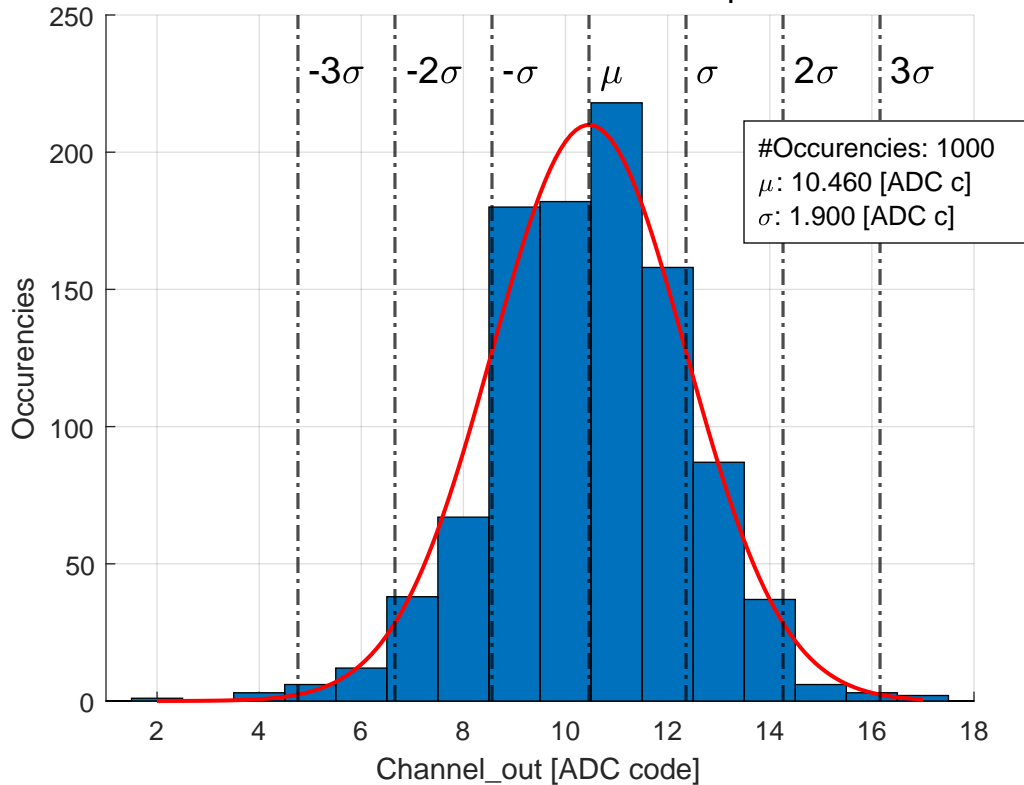 250
200
150
100
50
0
Occurencies
-3σ -2σ -σ μ σ 2σ 3σ
#Occurencies: 1000
μ: 10.460 [ADC c]
σ: 1.900 [ADC c]
2 4 6 8 10 12 14 16 18
Channel_out [ADC code]